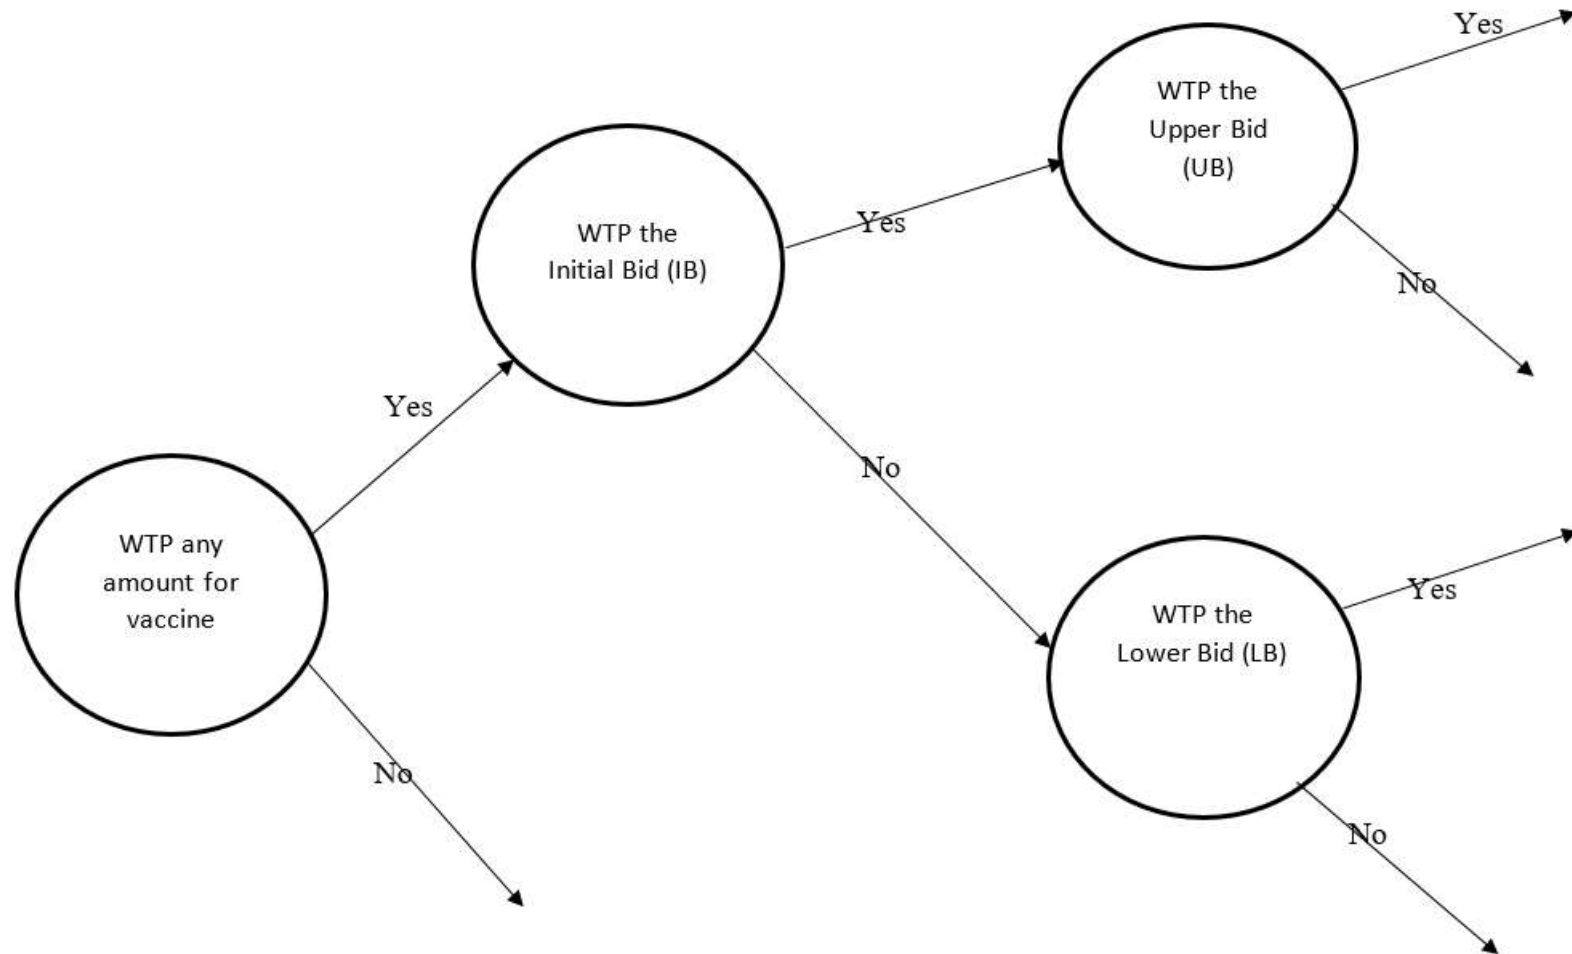 Yes
WTP the
Upper Bid
(UB)
WTP the
Initial Bid (IB)
Yes
No
Yes
No
WTP any
amount for
vaccine
Yes
WTP the
Lower Bid (LB)
No
No